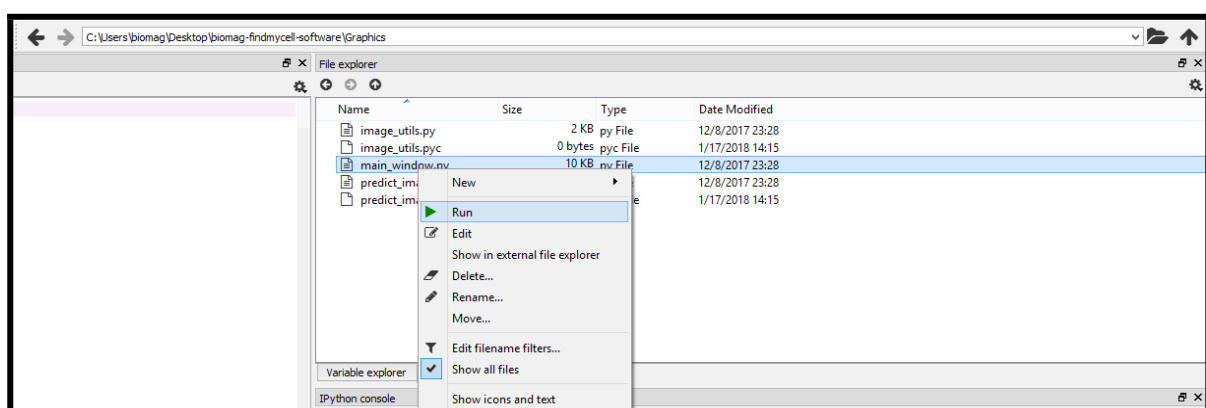 C:\Users\biomag\Desktop\biomag-findmycell-software\Graphics
File explorer
Name Size Type Date Modified
image_utils.py 2 KB py File 12/8/2017 23:28
image_utils.pyc 0 bytes pyc File 1/17/2018 14:15
main_window.py 10 KB py File 12/8/2017 23:28
predict_im 12/8/2017 23:28
predict_im e 1/17/2018 14:15
New
Run
Edit
Show in external file explorer
Delete...
Rename...
Move...
Edit filename filters...
Show all files
Variable explorer
IPython console
Show icons and text